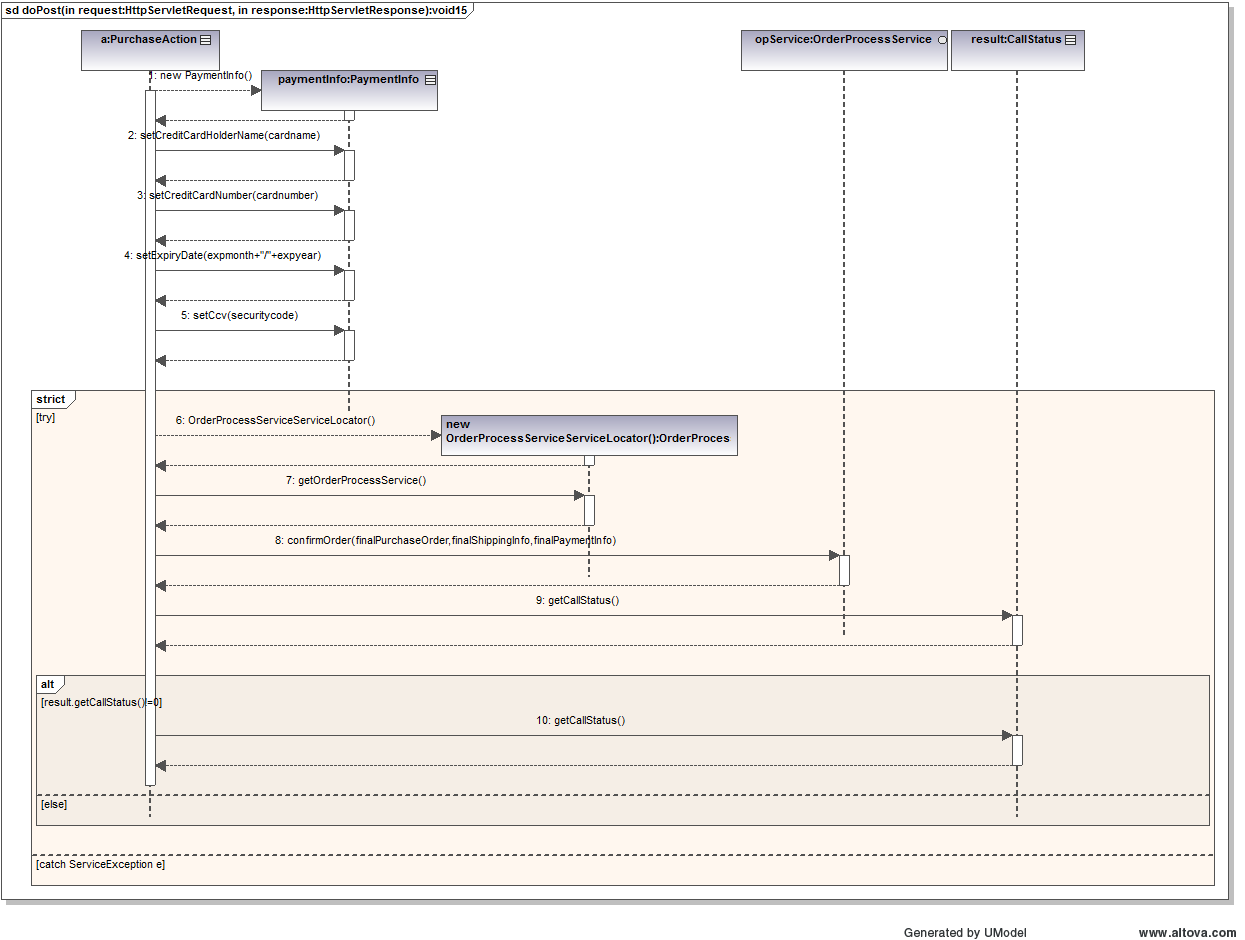 sd doPost(in request:HttpServletRequest, in response:HttpServletResponse):void15
a:PurchaseAction
opService:OrderProcessService
result:CallStatus
1: new PaymentInfo()
paymentInfo:PaymentInfo
2: setCreditCardHolderName(cardname)
3: setCreditCardNumber(cardnumber)
4: setExpiryDate(expmonth+"/"+expyear)
5: setCcv(securitycode)
strict
[try]
6: OrderProcessServiceServiceLocator()
new
OrderProcessServiceServiceLocator():OrderProces
7: getOrderProcessService()
8: confirmOrder(finalPurchaseOrder,finalShippingInfo,finalPaymentInfo)
9: getCallStatus()
alt
[result.getCallStatus()!=0]
10: getCallStatus()
[else]
[catch ServiceException e]
Generated by UModel
www.altova.com